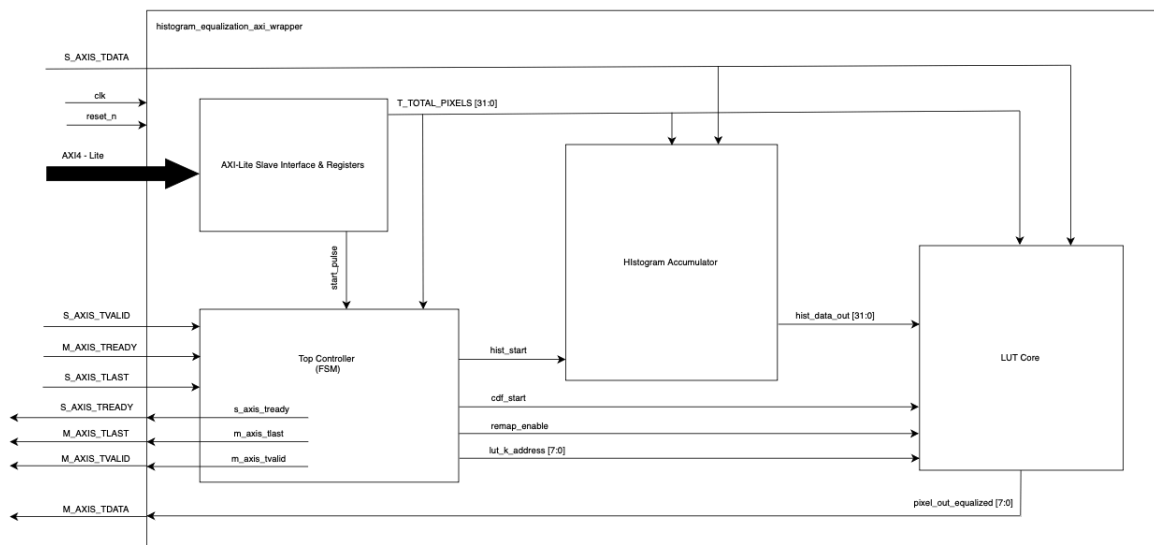 histogram_equalization_axi_wrapper
S_AXIS_TDATA
clk
reset_n
T_TOTAL_PIXELS [31:0]
AXI4 - Lite
AXI-Lite Slave Interface & Registers
start_pulse
HIstogram Accumulator
S_AXIS_TVALID
M_AXIS_TREADY
S_AXIS_TLAST
S_AXIS_TREADY
M_AXIS_TLAST
M_AXIS_TVALID
M_AXIS_TDATA
Top Controller
(FSM)
s_axis_tready
m_axis_tlast
m_axis_tvalid
hist_start
hist_data_out [31:0]
LUT Core
cdf_start
remap_enable
lut_k_address [7:0]
pixel_out_equalized [7:0]